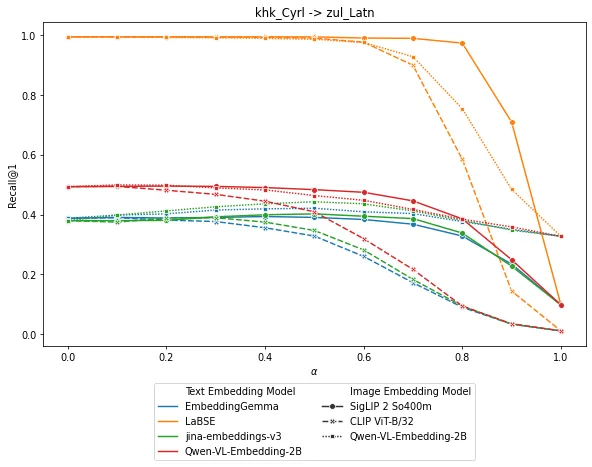 khk_Cyrl -> zul_Latn
Recall@1
1.0
0.8
0.6
0.4
0.2
0.0
0.0 0.2 0.4 0.6 0.8 1.0
α
Text Embedding Model
EmbeddingGemma
LaBSE
jina-embeddings-v3
Qwen-VL-Embedding-2B
Image Embedding Model
SigLIP 2 So400m
CLIP ViT-B/32
Qwen-VL-Embedding-2B